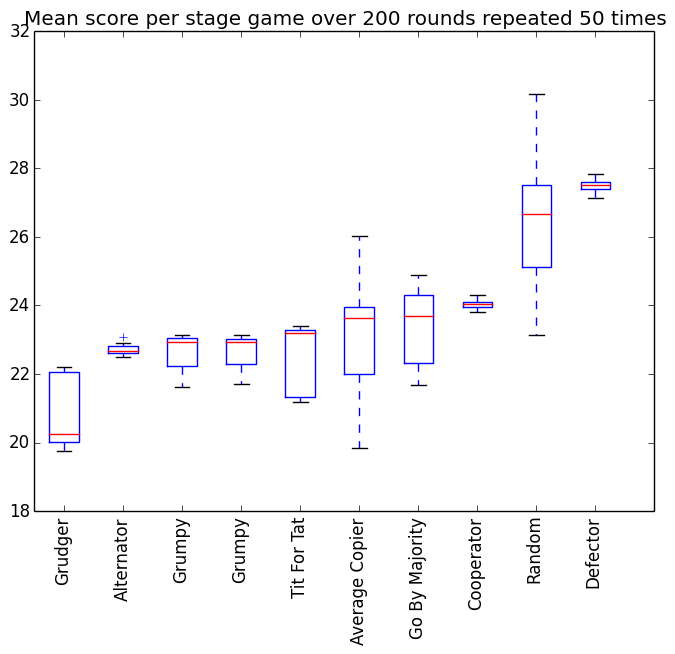 Mean score per stage game over 200 rounds repeated 50 times
32
30
28
26
24
22
20
18
Grudger
Alternator
Grumpy
Grumpy
Tit For Tat
Average Copier
Go By Majority
Cooperator
Random
Defector